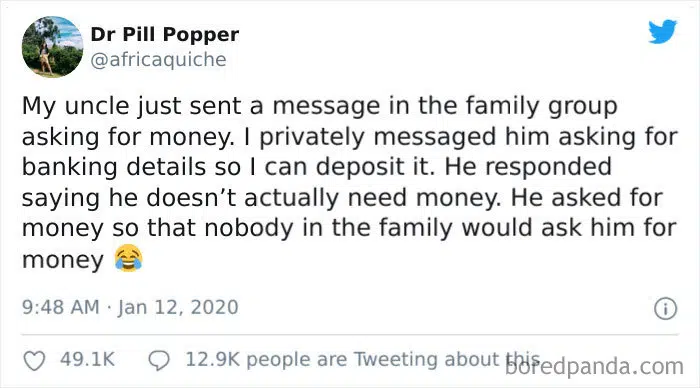 Dr Pill Popper
@africaquiche
My uncle just sent a message in the family group
asking for money. I privately messaged him asking for
banking details so I can deposit it. He responded
saying he doesn’t actually need money. He asked for
money so that nobody in the family would ask him for
money 😂
9:48 AM · Jan 12, 2020
49.1K 12.9K people are Tweeting about this
boredpanda.com